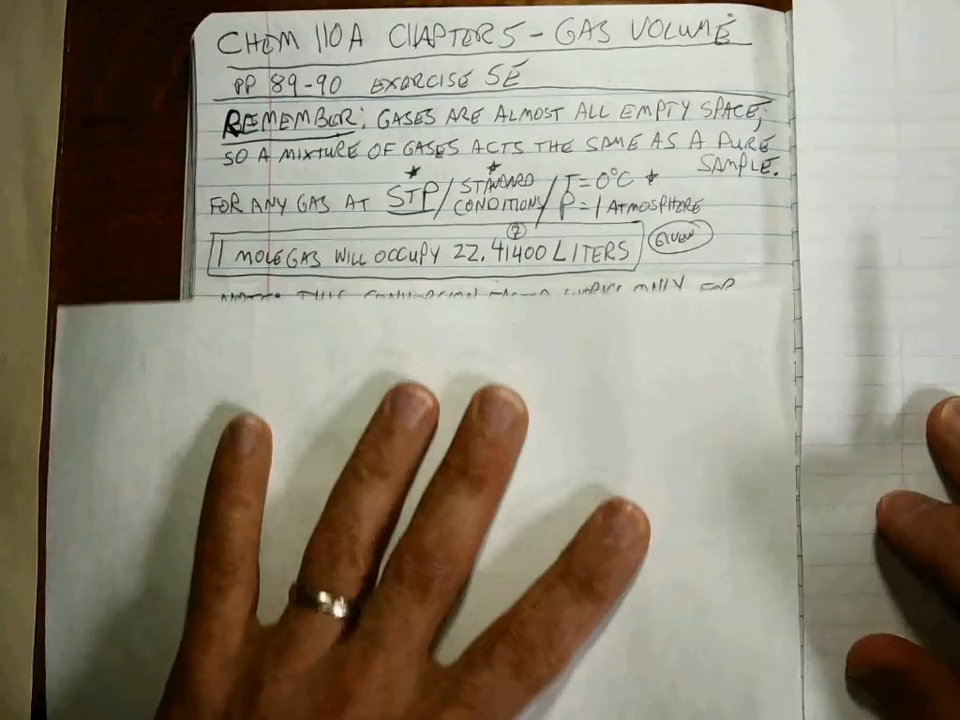 CHEM 110A CHAPTER 5 - GAS VOLUME
PP 89-90 EXERCISE 5E
REMEMBER: GASES ARE ALMOST ALL EMPTY SPACE,
SO A MIXTURE OF GASES ACTS THE SAME AS A PURE
SAMPLE.
FOR ANY GAS AT STP / STANDARD CONDITIONS / T = 0°C P = 1 ATMOSPHERE
1 MOLE GAS WILL OCCUPY 22.41400 LITERS GIVEN
7